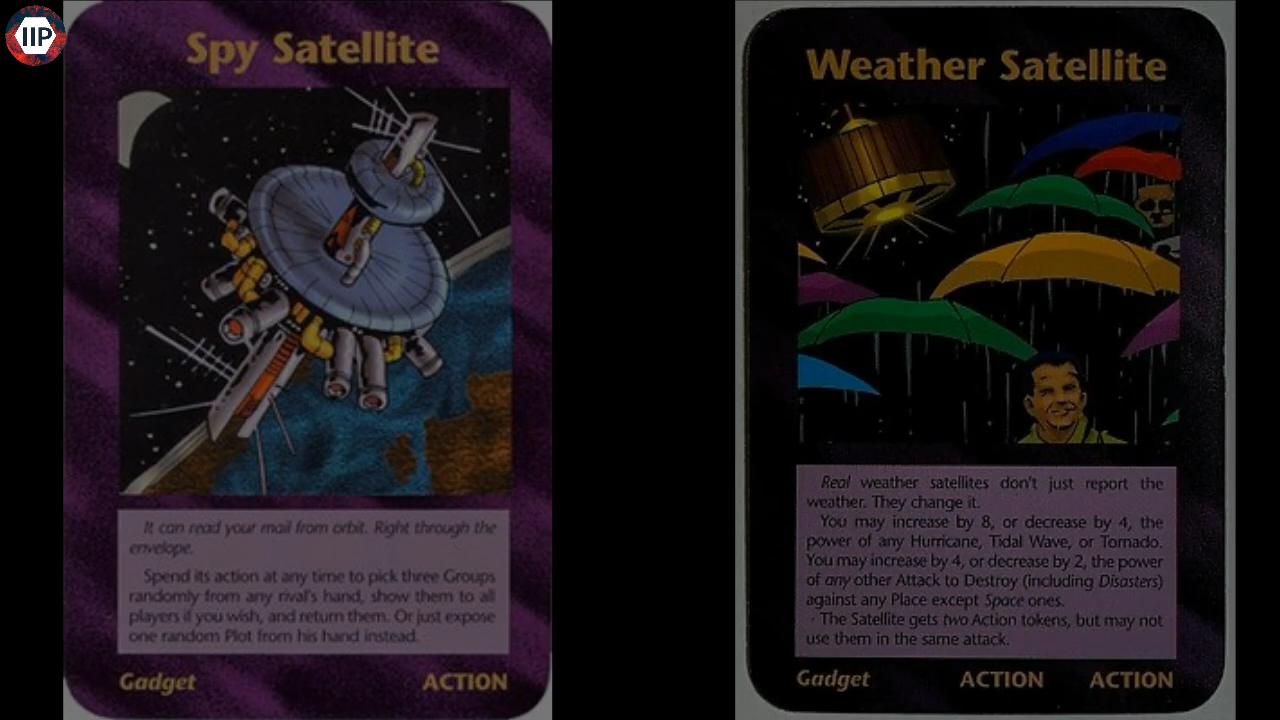 IIP
Spy Satellite
It can read your mail from orbit. Right through the
envelope.
Spend its action at any time to pick three Groups
randomly from any rival's hand, show them to all
players if you wish, and return them. Or just expose
one random Plot from his hand instead.
Gadget
ACTION
Weather Satellite
Real weather satellites don't just report the
weather. They change it.
You may increase by 8, or decrease by 4, the
power of any Hurricane, Tidal Wave, or Tornado.
You may increase by 4, or decrease by 2, the power
of any other Attack to Destroy (including Disasters)
against any Place except Space ones.
The Satellite gets two Action tokens, but may not
use them in the same attack.
Gadget
ACTION
ACTION